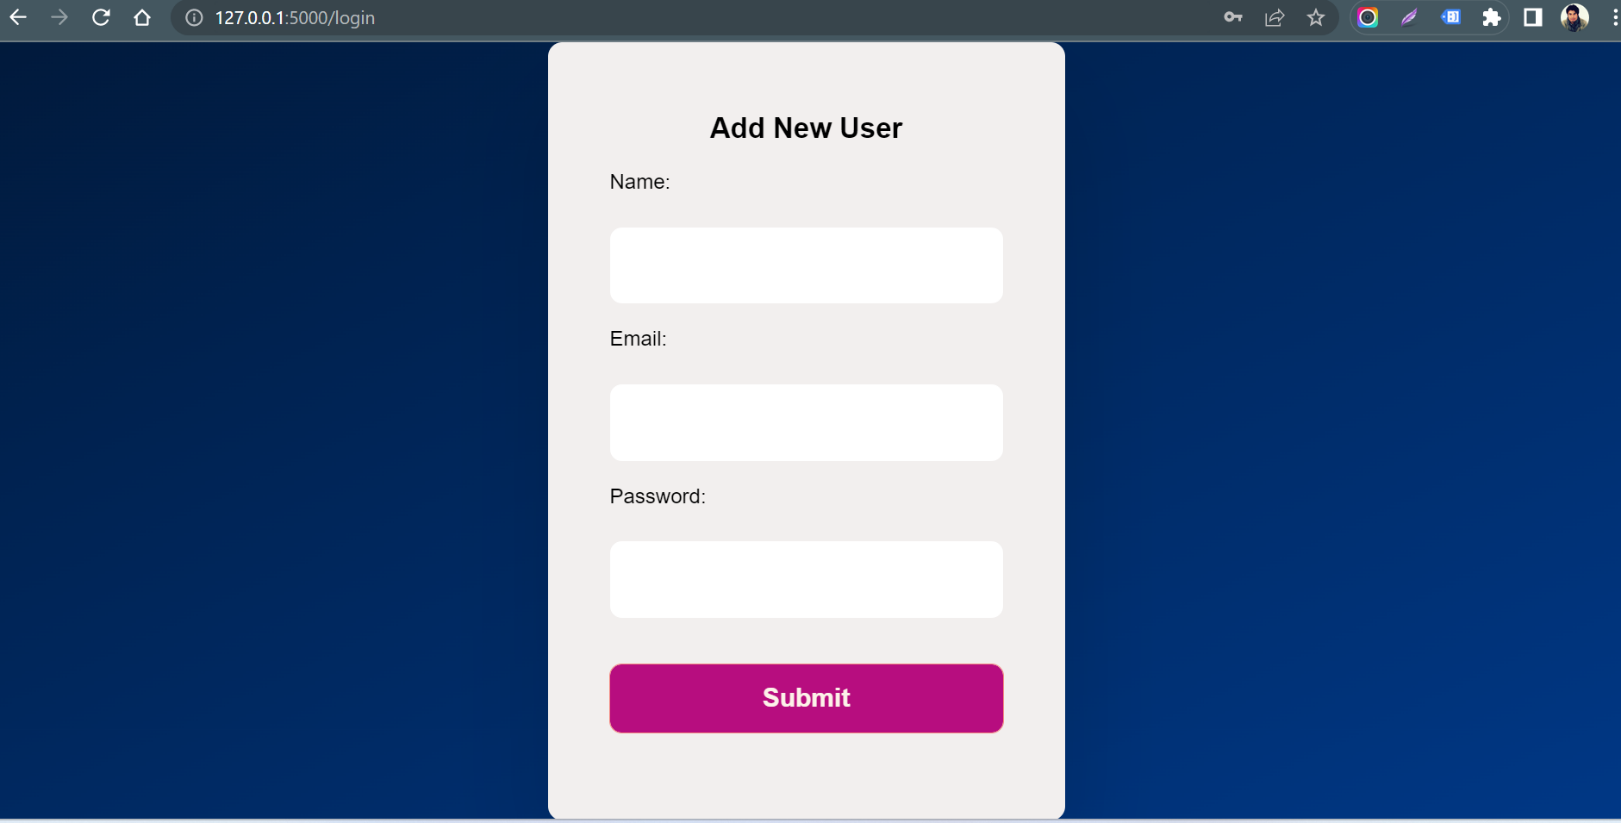 127.0.0.1:5000/login
Add New User
Name:
Email:
Password:
Submit